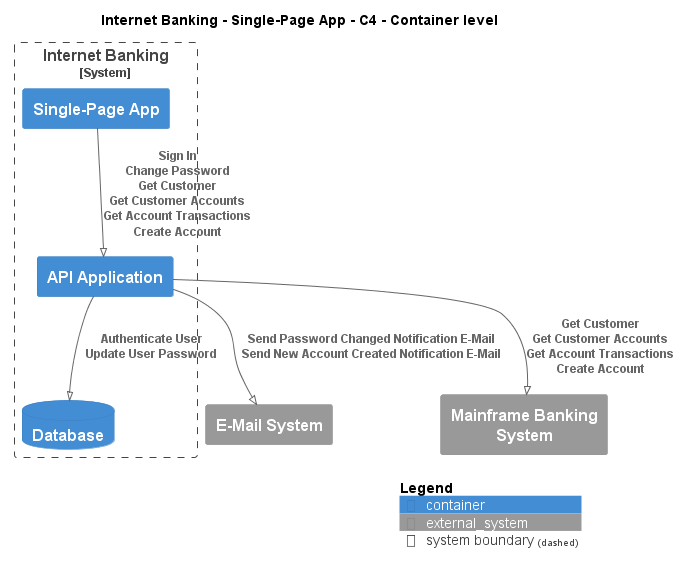 Internet Banking - Single-Page App - C4 - Container level
Internet Banking
[System]
Single-Page App
Sign In
Change Password
Get Customer
Get Customer Accounts
Get Account Transactions
Create Account
API Application
Authenticate User
Update User Password
Send Password Changed Notification E-Mail
Send New Account Created Notification E-Mail
Get Customer
Get Customer Accounts
Get Account Transactions
Create Account
Database
E-Mail System
Mainframe Banking
System
Legend
container
external_system
system boundary (dashed)